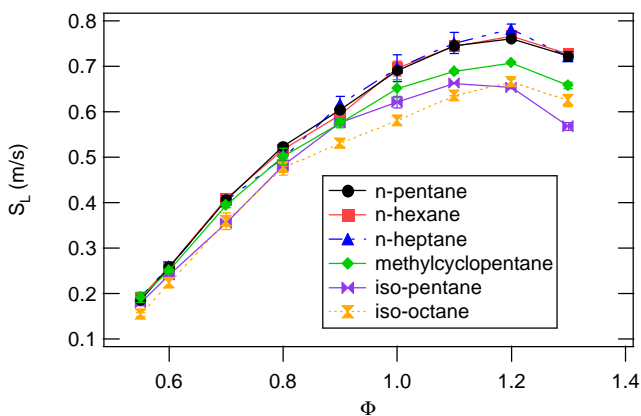 0.8
0.7
0.6
0.5
0.4
0.3
0.2
0.1
S_L (m/s)
n-pentane
n-hexane
n-heptane
methylcyclopentane
iso-pentane
iso-octane
0.6 0.8 1.0 1.2 1.4
Φ